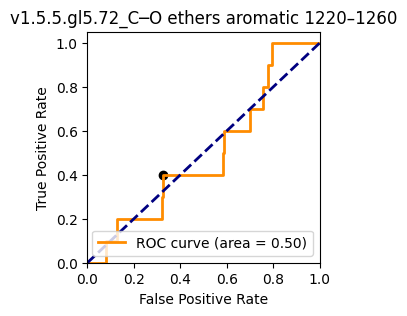 v1.5.5.gl5.72_C─O ethers aromatic 1220–1260
1.0
0.8
0.6
0.4
0.2
0.0
True Positive Rate
ROC curve (area = 0.50)
0.0 0.2 0.4 0.6 0.8 1.0
False Positive Rate